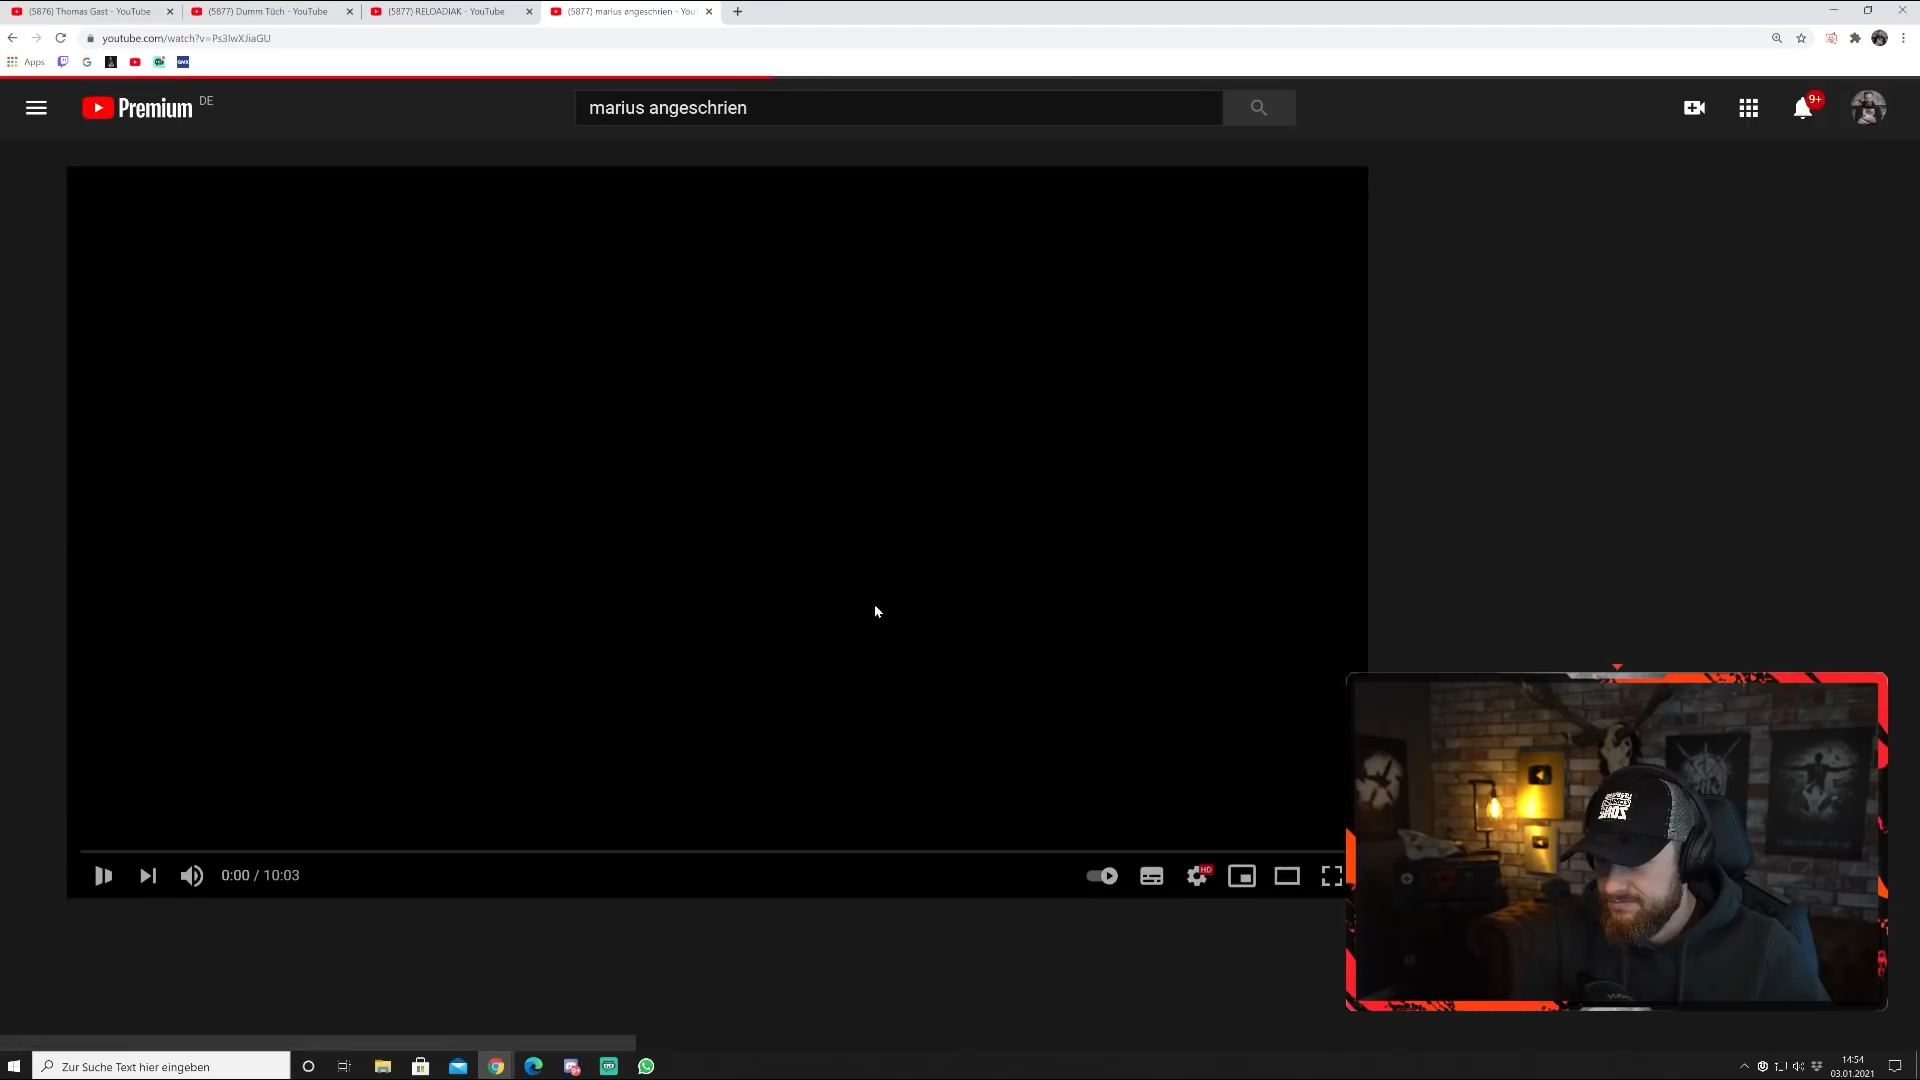 (5876) Thomas Gast - YouTube
(5877) Dumm Tüch - YouTube
(5877) RELOADIAK - YouTube
(5877) marius angeschrien - You
youtube.com/watch?v=Ps3lwXJiaGU
Apps
GMX
Premium DE
marius angeschrien
9+
0:00 / 10:03
HD
Zur Suche Text hier eingeben
14:54
03.01.2021